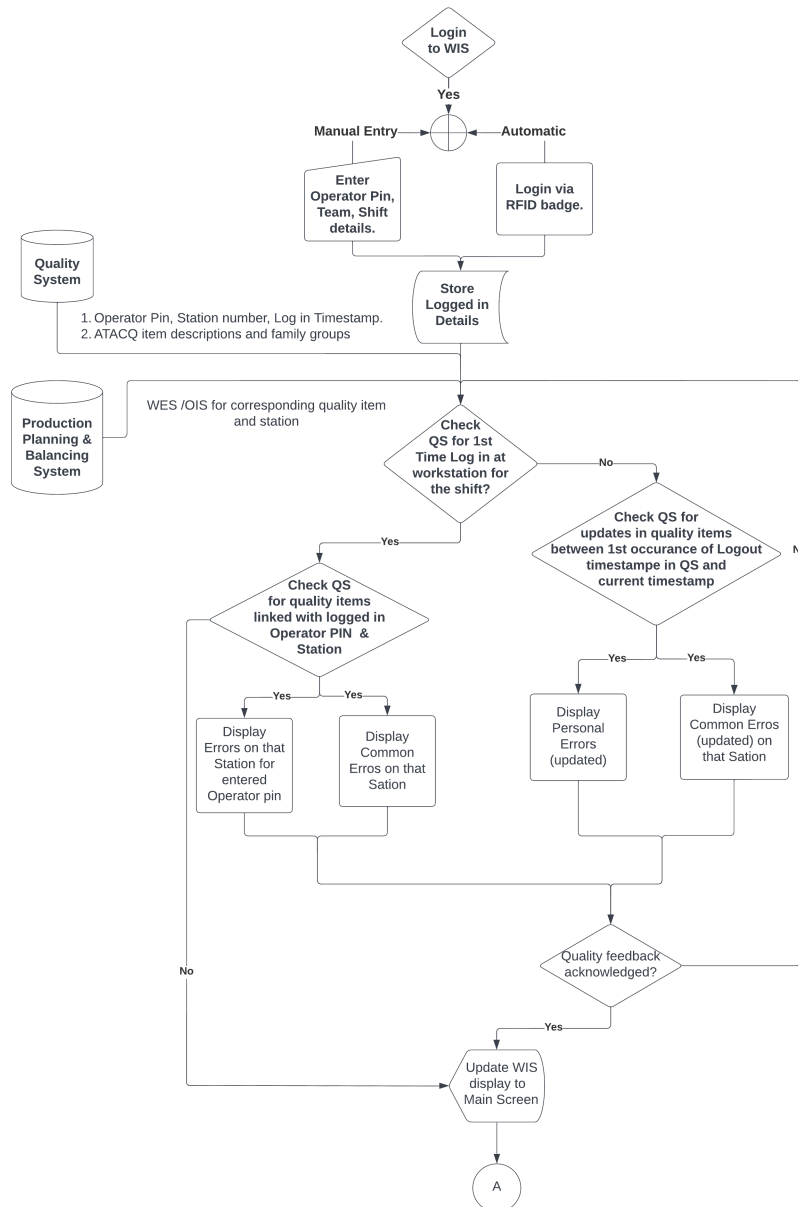 Login
to WIS
Yes
Manual Entry
Automatic
Enter
Operator Pin,
Team, Shift
details.
Login via
RFID badge.
Quality
System
Store
Logged in
Details
1. Operator Pin, Station number, Log in Timestamp.
2. ATACQ item descriptions and family groups
Production
Planning &
Balancing
System
WES /OIS for corresponding quality item
and station
Check
QS for 1st
Time Log in at
workstation for
the shift?
No
Yes
Check QS for
updates in quality items
between 1st occurance of Logout
timestampe in QS and
current timestamp
N
Check QS
for quality items
linked with logged in
Operator PIN &
Station
Yes
Yes
Yes
Yes
Display
Errors on that
Station for
entered
Operator pin
Display
Common
Erros on that
Sation
Display
Personal
Errors
(updated)
Display
Common Erros
(updated) on
that Sation
No
Quality feedback
acknowledged?
Yes
Update WIS
display to
Main Screen
A